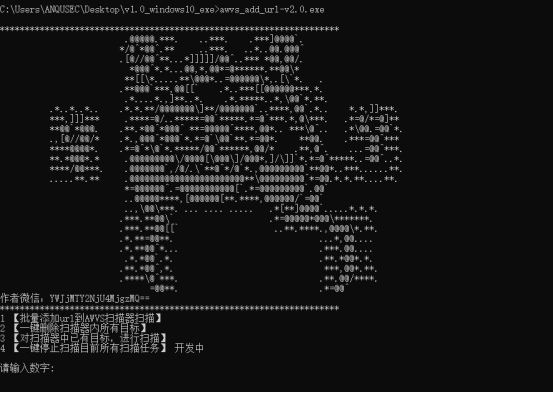 C:\Users\ANQUSEC\Desktop\v1.0_windows10_exe>awvs_add_url-v2.0.exe
作者微信：YWJjMTY2NjU4MjgzMQ==
1 【批量添加url到AWVS扫描器扫描】
2 【一键删除扫描器内所有目标】
3 【对扫描器中已有目标，进行扫描】
4 【一键停止扫描目前所有扫描任务】 开发中
请输入数字: